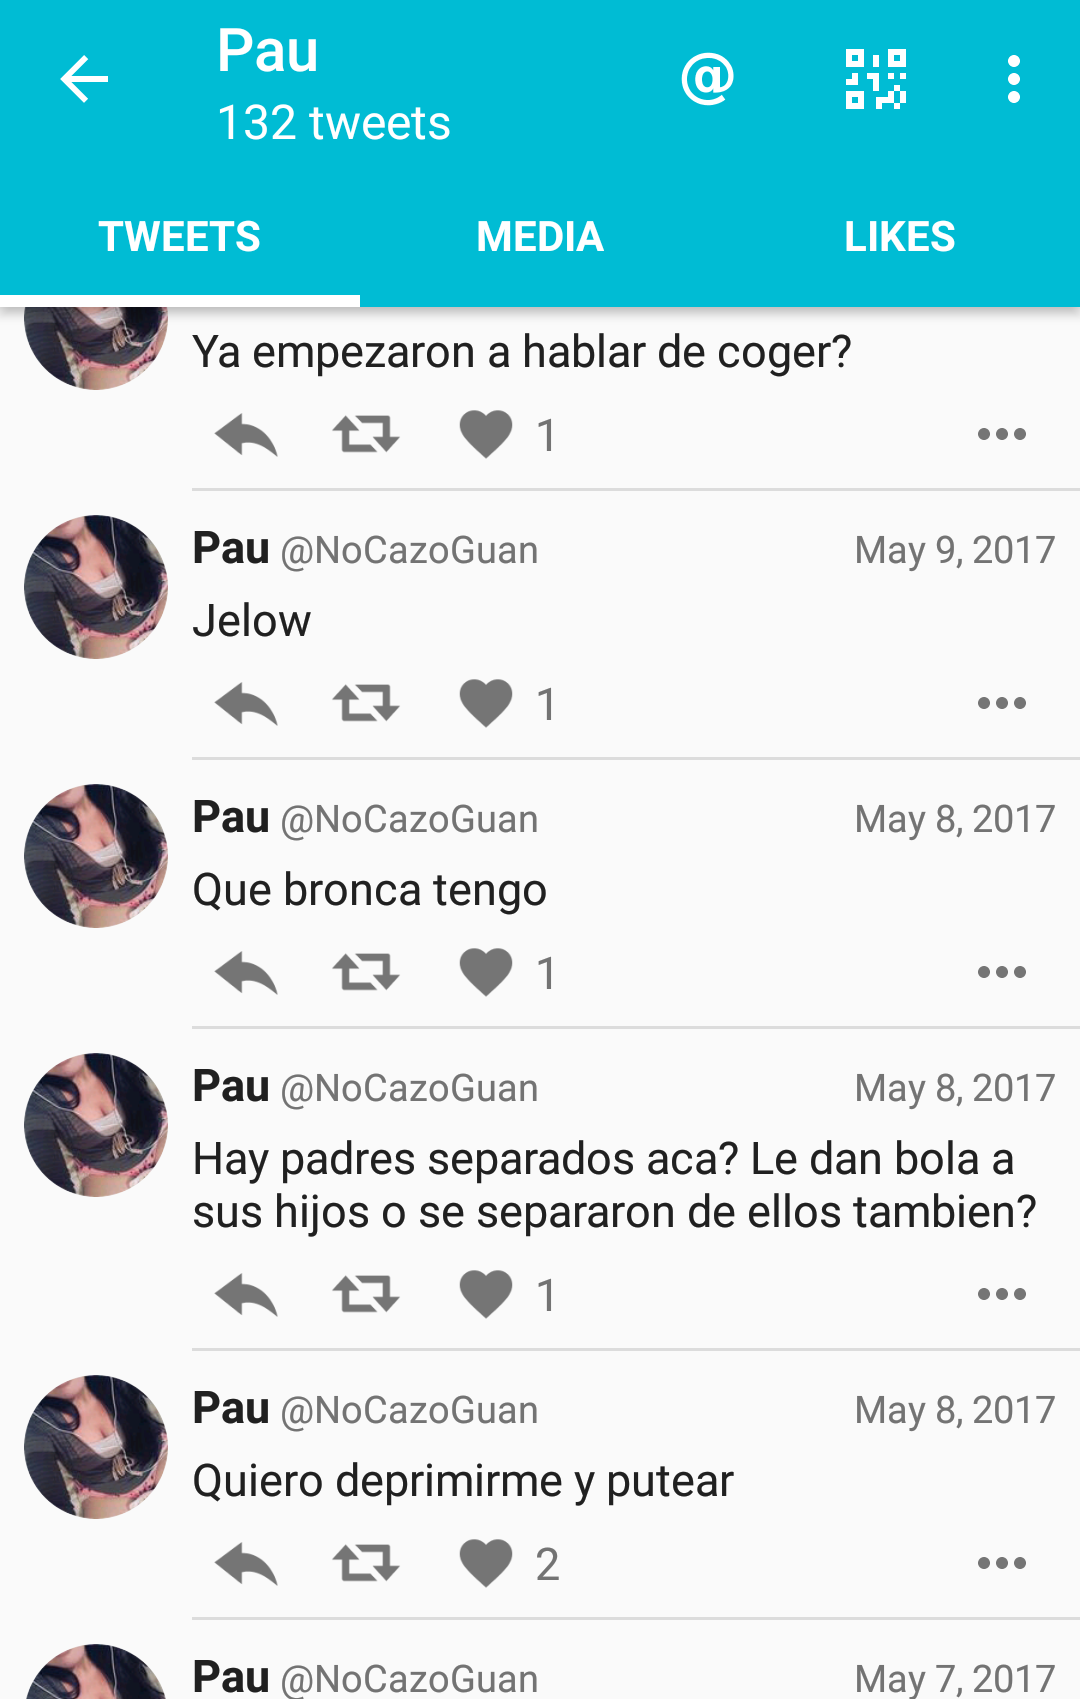 Pau
132 tweets
@
TWEETS
MEDIA
LIKES
Ya empezaron a hablar de coger?
1
Pau @NoCazoGuan May 9, 2017
Jelow
1
Pau @NoCazoGuan May 8, 2017
Que bronca tengo
1
Pau @NoCazoGuan May 8, 2017
Hay padres separados aca? Le dan bola a
sus hijos o se separaron de ellos tambien?
1
Pau @NoCazoGuan May 8, 2017
Quiero deprimirme y putear
2
Pau @NoCazoGuan May 7, 2017